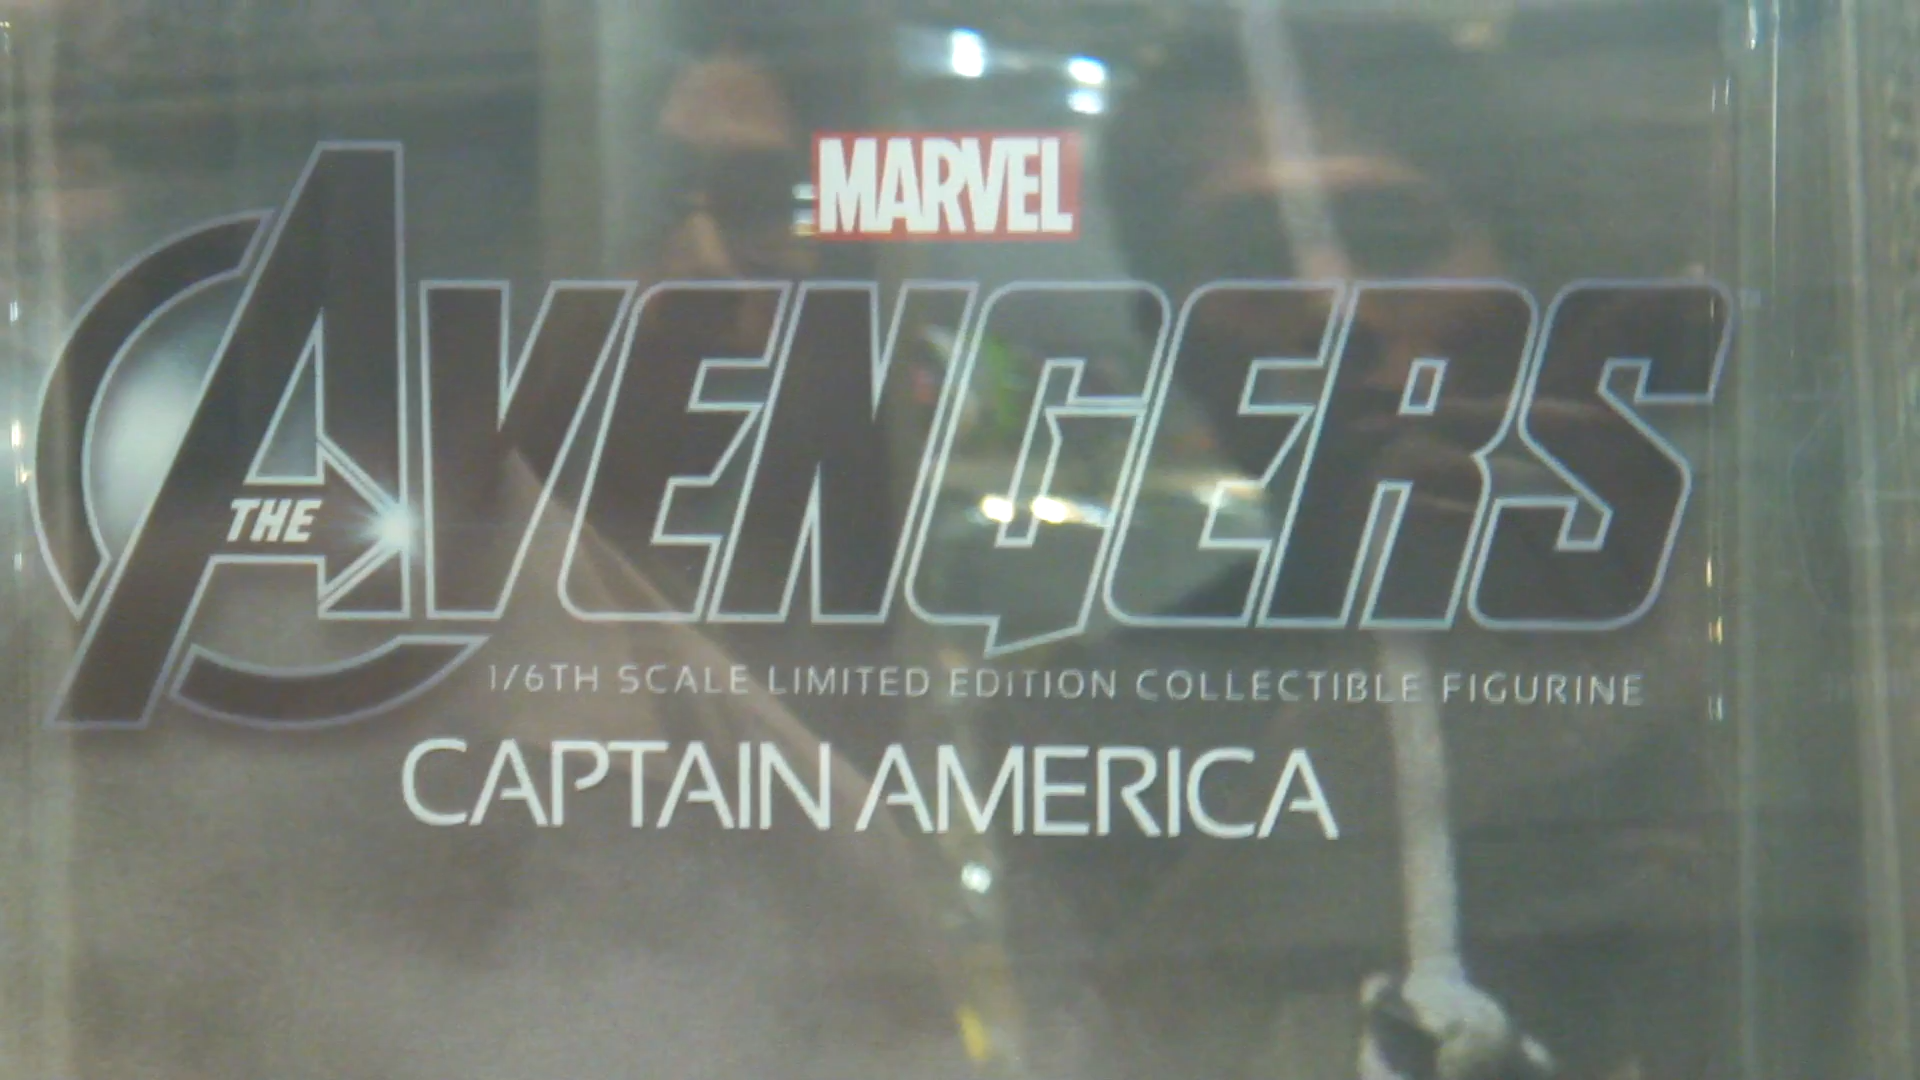 MARVEL
THE AVENGERS
1/6TH SCALE LIMITED EDITION COLLECTIBLE FIGURINE
CAPTAIN AMERICA